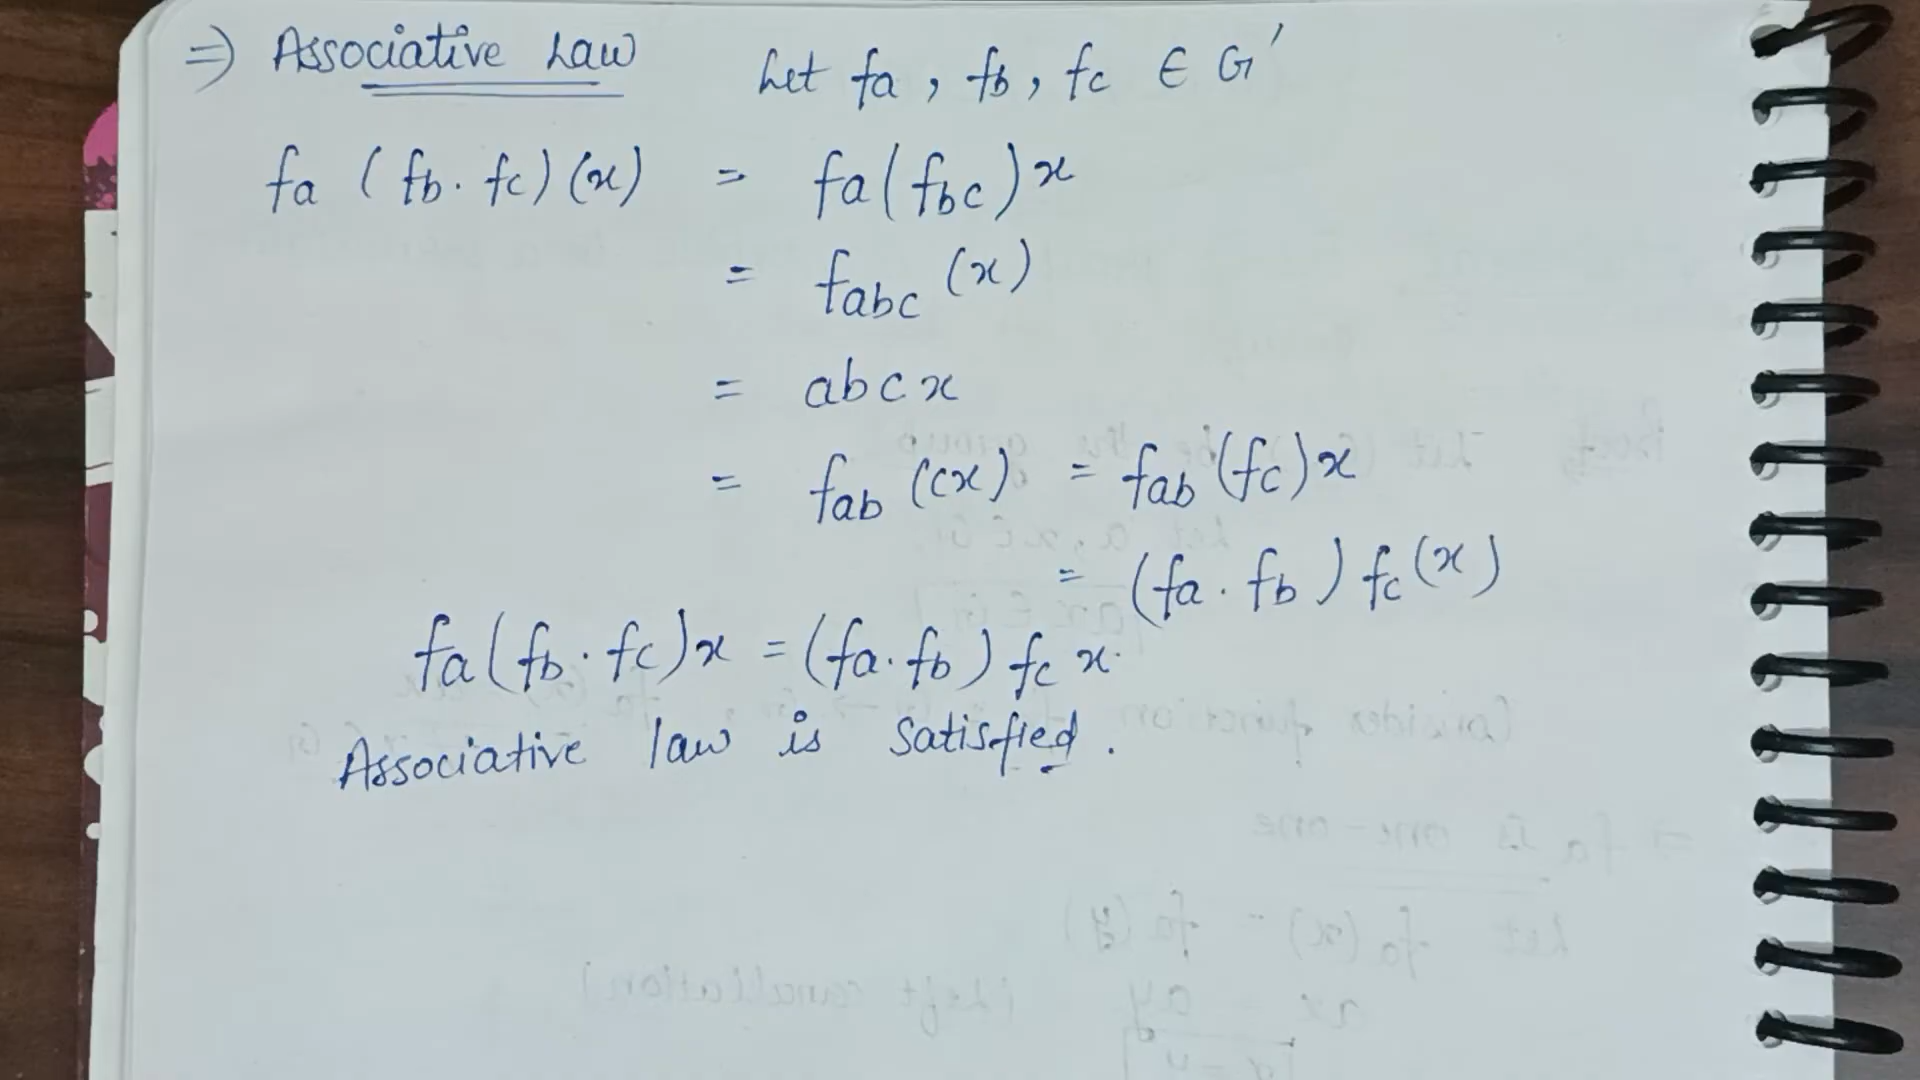 ⇒ Associative Law Let fa, fb, fc ∈ G'
fa (fb . fc) (x) = fa(fbc)x
= fabc (x)
= abcx
= fab (cx) = fab (fc)x
= (fa . fb) fc (x)
fa(fb . fc)x = (fa . fb) fc x.
Associative law is satisfied.